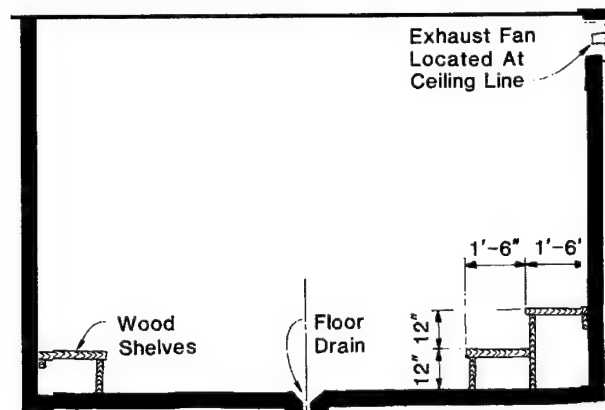 Exhaust Fan
Located At
Ceiling Line
1'-6" 1'-6'
Wood
Shelves
Floor
Drain
12"
12"